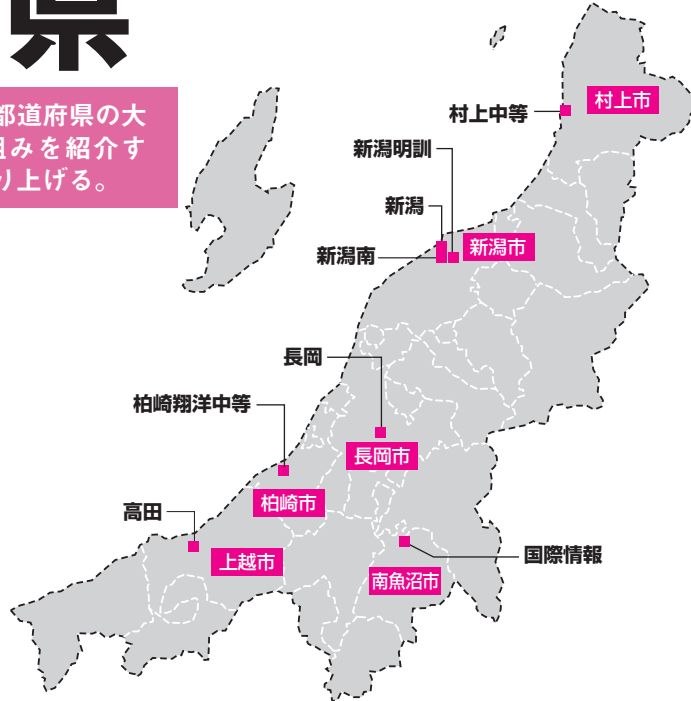 県
都道府県の大
組みを紹介す
り上げる。
村上中等
村上市
新潟明訓
新潟
新潟南
新潟市
長岡
長岡市
柏崎翔洋中等
柏崎市
高田
上越市
国際情報
南魚沼市